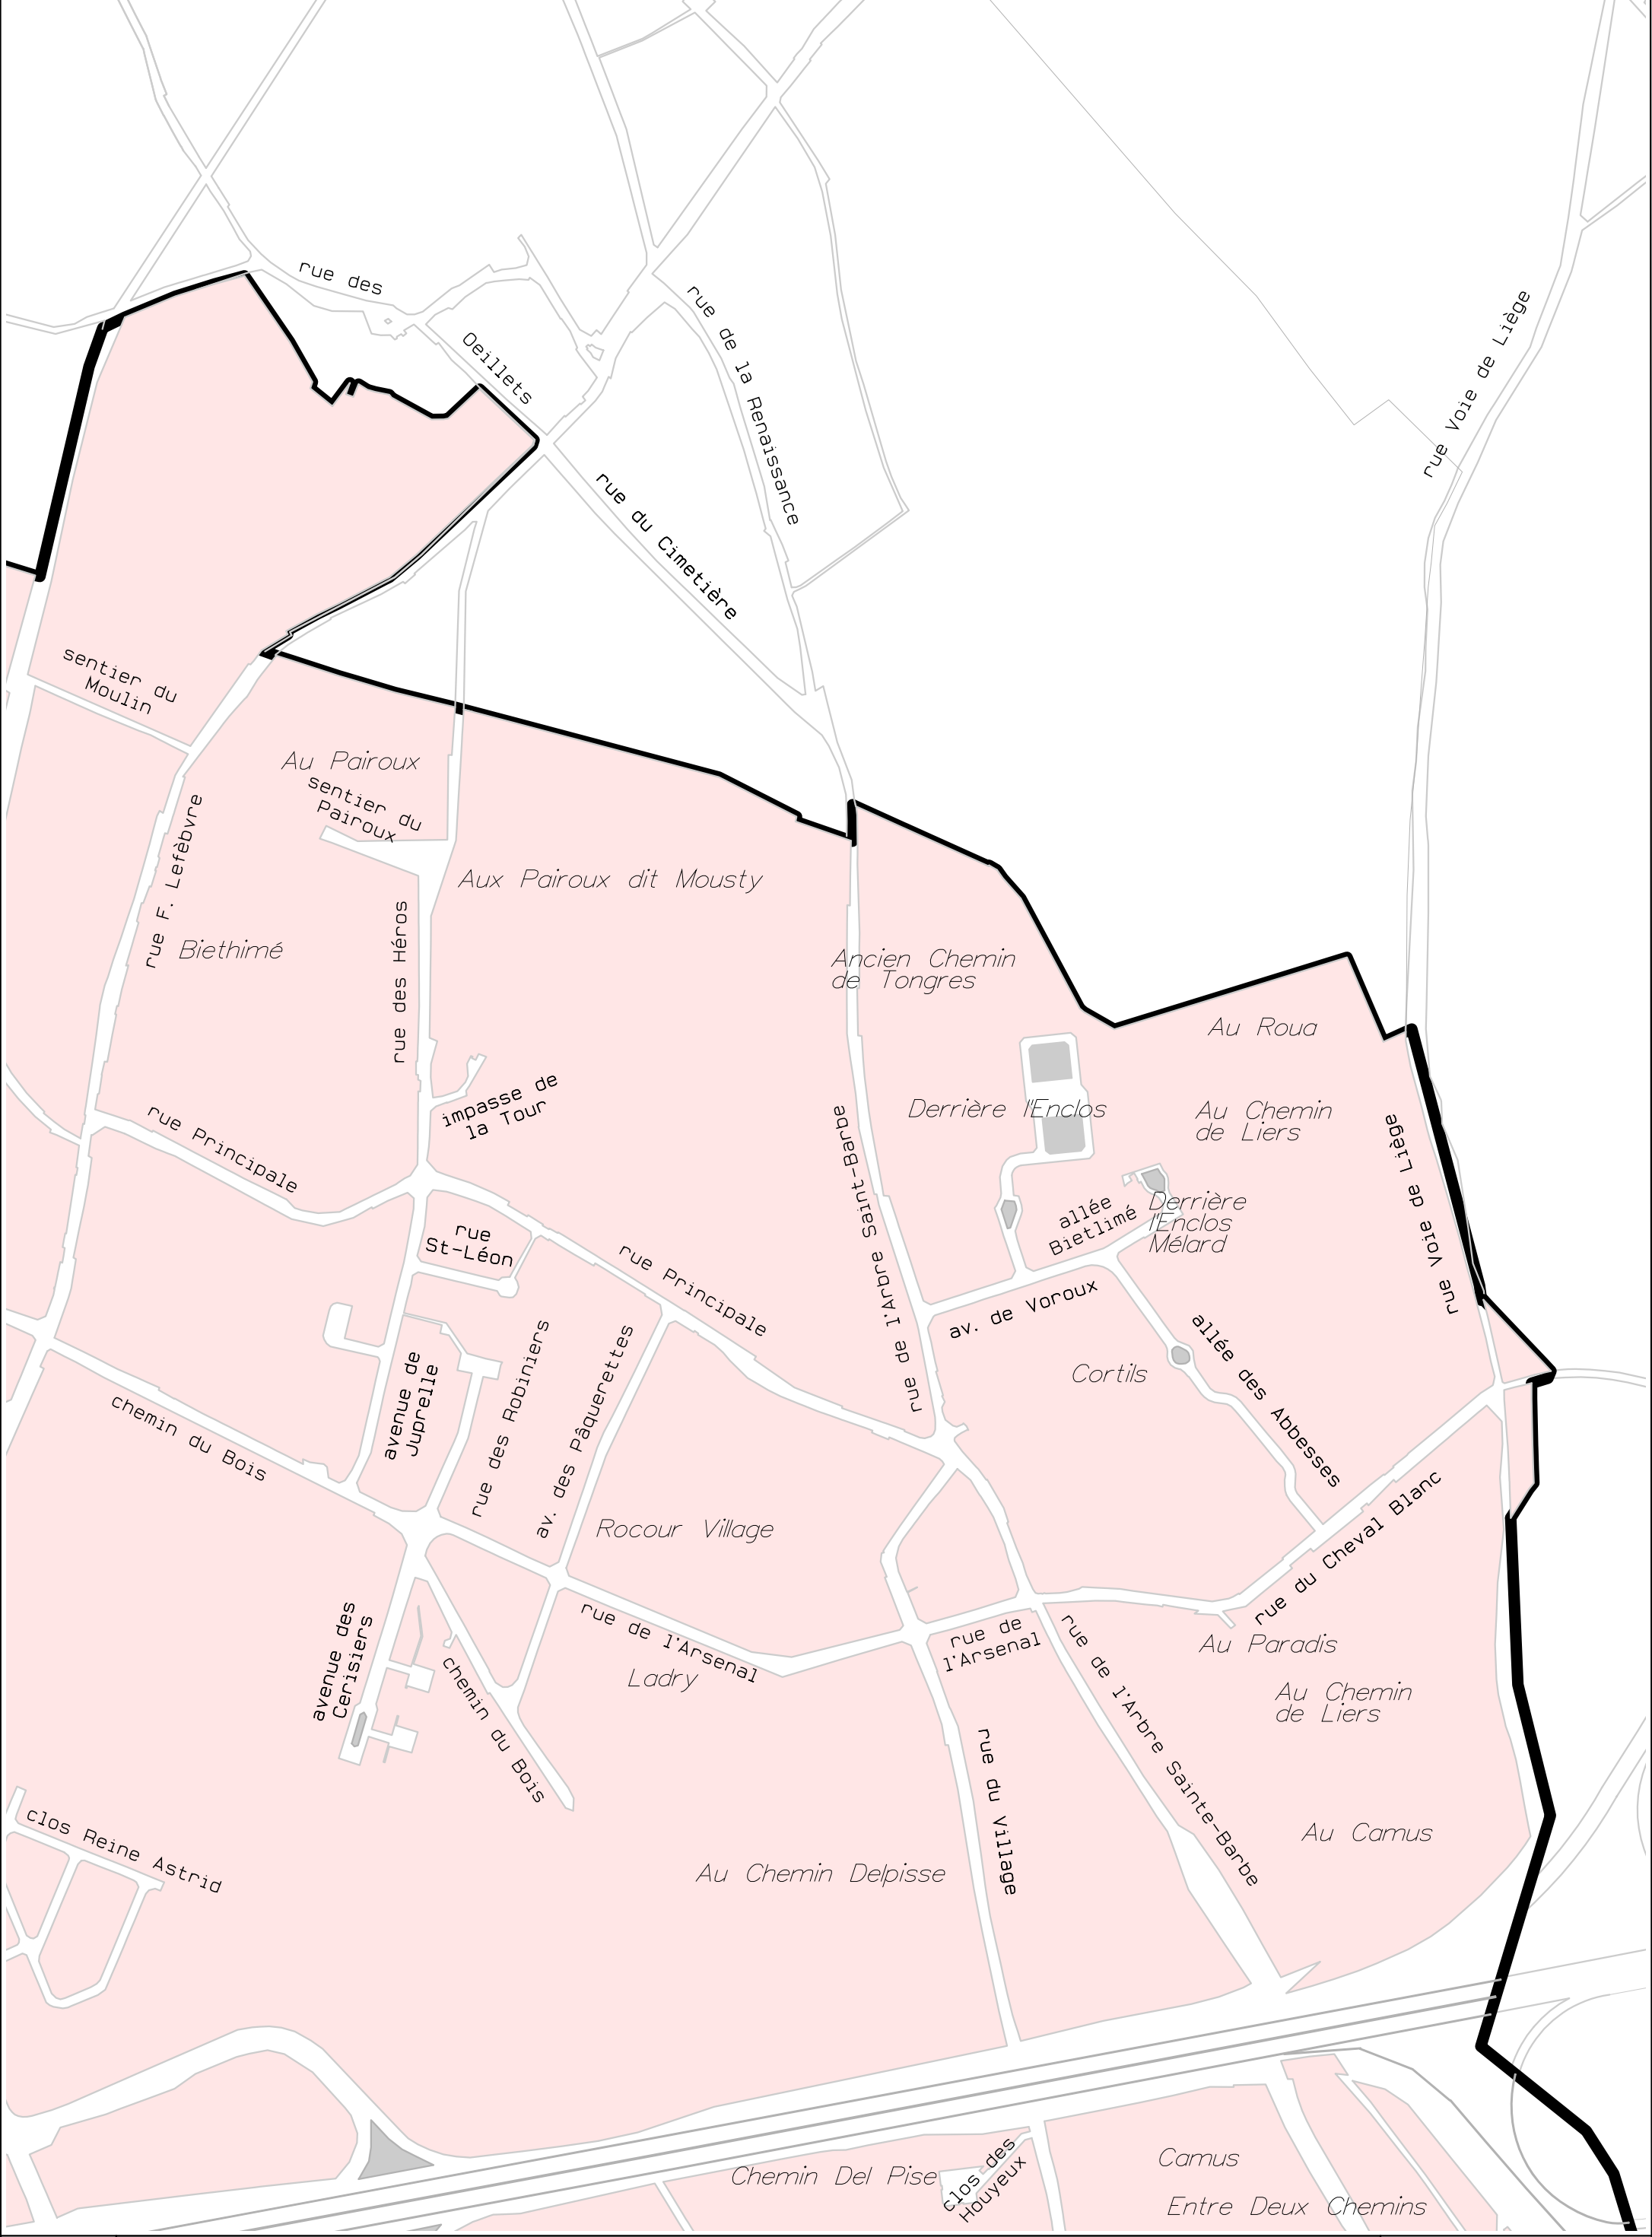 rue des
Oeillets
rue de la Renaissance
rue Voie de Liège
rue du Cimetière
sentier du
Moulin
Au Pairoux
sentier du
Pairoux
rue F. Lefèbvre
Aux Pairoux dit Mousty
Biethimé
rue des Héros
Ancien Chemin
de Tongres
Au Roua
impasse de
la Tour
Derrière l'Enclos
Au Chemin
de Liers
rue Principale
rue de l'Arbre Saint-Barbe
rue Voie de Liège
allée
Bietlimé
Derrière
l'Enclos
Mélard
rue
St-Léon
rue Principale
av. de Voroux
allée des Abbesses
Cortils
avenue de
Juprelle
rue des Robiniers
av. des Pâquerettes
chemin du Bois
Rocour Village
rue du Cheval Blanc
rue de l'Arsenal
rue de
l'Arsenal
Au Paradis
avenue des
Cerisiers
chemin du Bois
Ladry
rue de l'Arbre Sainte-Barbe
Au Chemin
de Liers
rue du Village
clos Reine Astrid
Au Camus
Au Chemin Delpisse
Chemin Del Pise
clos des
Houyeux
Camus
Entre Deux Chemins